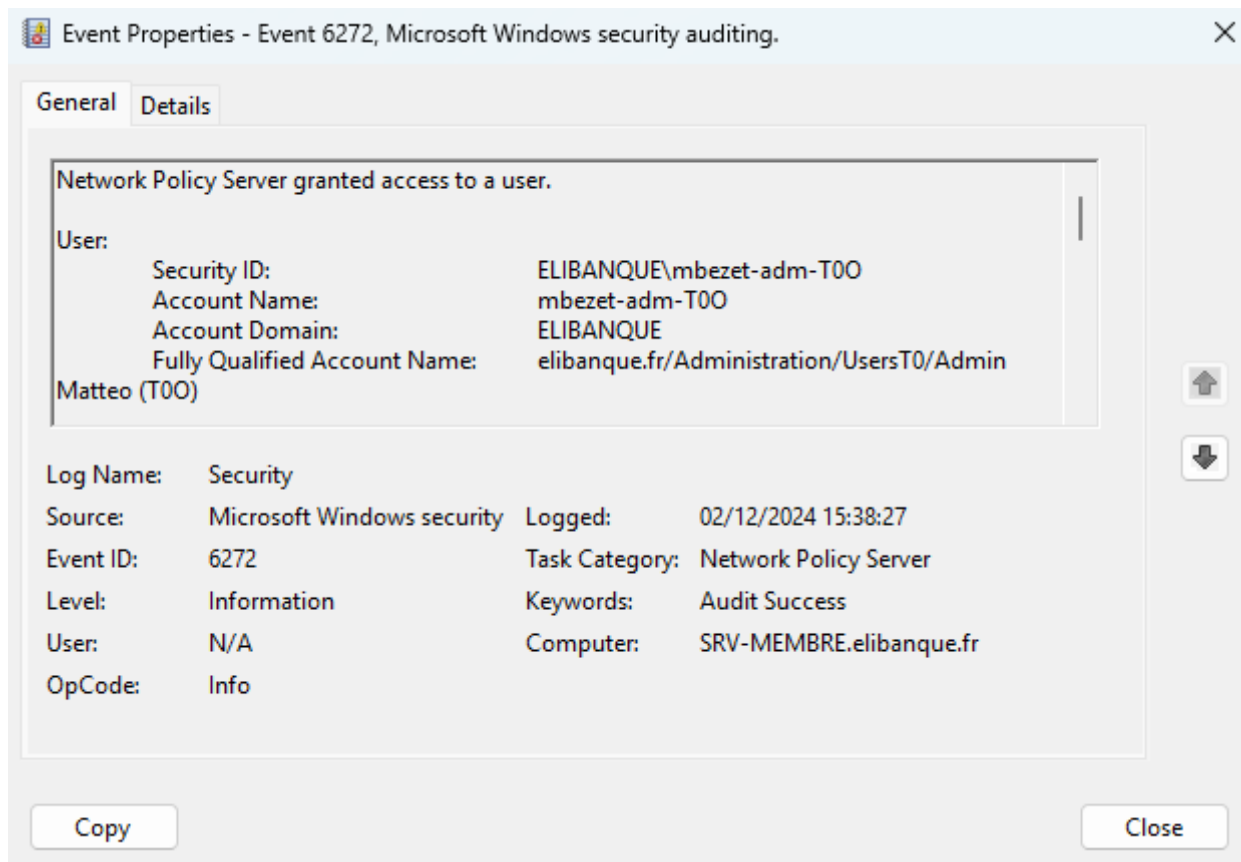 Event Properties - Event 6272, Microsoft Windows security auditing.
General Details
Network Policy Server granted access to a user.
User:
Security ID: ELIBANQUE\mbezet-adm-T0O
Account Name: mbezet-adm-T0O
Account Domain: ELIBANQUE
Fully Qualified Account Name: elibanque.fr/Administration/UsersT0/Admin
Matteo (T0O)
Log Name: Security
Source: Microsoft Windows security Logged: 02/12/2024 15:38:27
Event ID: 6272 Task Category: Network Policy Server
Level: Information Keywords: Audit Success
User: N/A Computer: SRV-MEMBRE.elibanque.fr
OpCode: Info
Copy Close